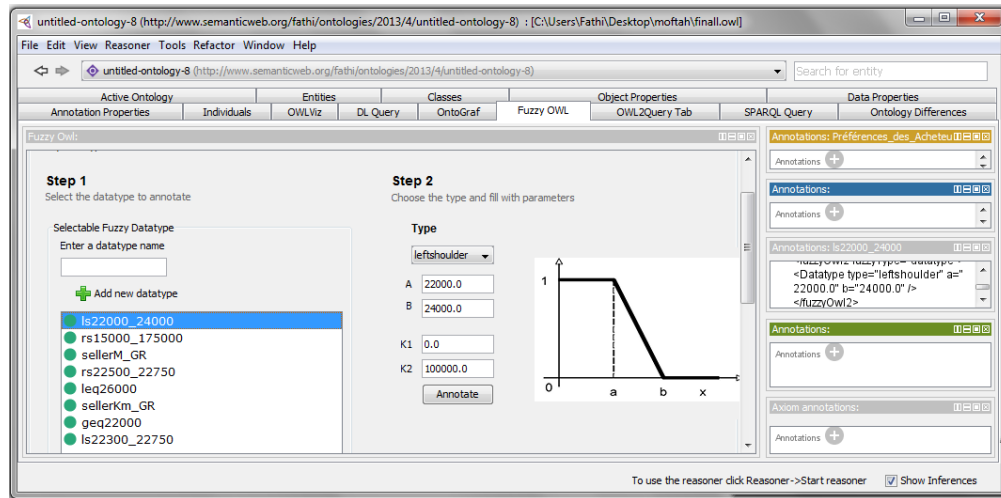 untitled-ontology-8 (http://www.semanticweb.org/fathi/ontologies/2013/4/untitled-ontology-8) : [C:\Users\Fathi\Desktop\moftah\finall.owl]
File Edit View Reasoner Tools Refactor Window Help
untitled-ontology-8 (http://www.semanticweb.org/fathi/ontologies/2013/4/untitled-ontology-8)
Search for entity
Active Ontology Entities Classes Object Properties Data Properties
Annotation Properties Individuals OWLViz DL Query OntoGraf Fuzzy OWL OWL2Query Tab SPARQL Query Ontology Differences
Fuzzy Owl:
Step 1
Select the datatype to annotate
Selectable Fuzzy Datatype
Enter a datatype name
Add new datatype
ls22000_24000
rs15000_175000
sellerM_GR
rs22500_22750
leq26000
sellerKm_GR
geq22000
ls22300_22750
Step 2
Choose the type and fill with parameters
Type
leftshoulder
A 22000.0
B 24000.0
K1 0.0
K2 100000.0
Annotate
1
0 a b x
Annotations: Préférences_des_Acheteu
Annotations
Annotations:
Annotations
Annotations: ls22000_24000
<fuzzyOwl2 fuzzyType="datatype">
<Datatype type="leftshoulder" a="
22000.0" b="24000.0" />
</fuzzyOwl2>
Annotations:
Annotations
Axiom annotations:
Annotations
To use the reasoner click Reasoner->Start reasoner Show Inferences